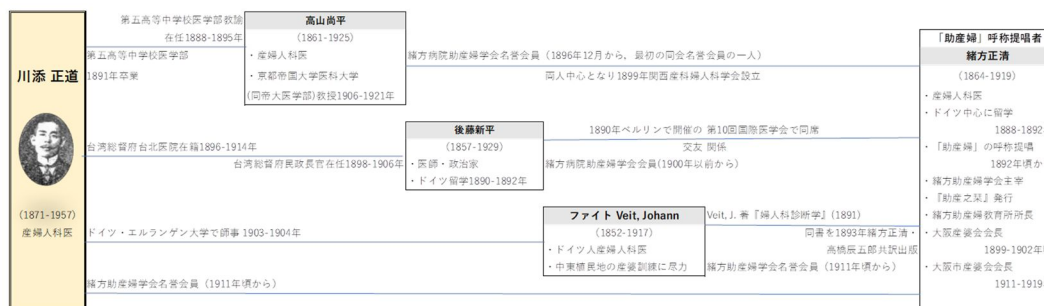 川添 正道
(1871-1957)
産婦人科医
第五高等中学校医学部教諭
在任1888-1895年
第五高等中学校医学部
1891年卒業
高山尚平
(1861-1925)
・産婦人科医
・京都帝国大学医科大学
(同帝大医学部)教授1906-1921年
緒方病院助産婦学会名誉会員（1896年12月から，最初の同会名誉会員の一人）
同人中心となり1899年関西産科婦人科学会設立
台湾総督府台北医院在籍1896-1914年
台湾総督府民政長官在任1898-1906年
後藤新平
(1857-1929)
・医師・政治家
・ドイツ留学1890-1892年
1890年ベルリンで開催の 第10回国際医学会で同席
交友 関係
緒方病院助産婦学会会員(1900年以前から)
ドイツ・エルランゲン大学で師事 1903-1904年
ファイト Veit, Johann
(1852-1917)
・ドイツ人産婦人科医
・中東植民地の産婆訓練に尽力
Veit, J. 著『婦人科診断学』(1891)
同書を1893年緒方正清・
高橋辰五郎共訳出版
緒方助産婦学会名誉会員（1911年頃から）
緒方助産婦学会名誉会員（1911年頃から）
「助産婦」呼称提唱者
緒方正清
(1864-1919)
・産婦人科医
・ドイツ中心に留学
1888-1892
・「助産婦」の呼称提唱
1892年頃か
・緒方助産婦学会主宰
・『助産之栞』発行
・緒方助産婦教育所所長
・大阪産婆会会長
1899-1902年
・大阪市産婆会会長
1911-1919